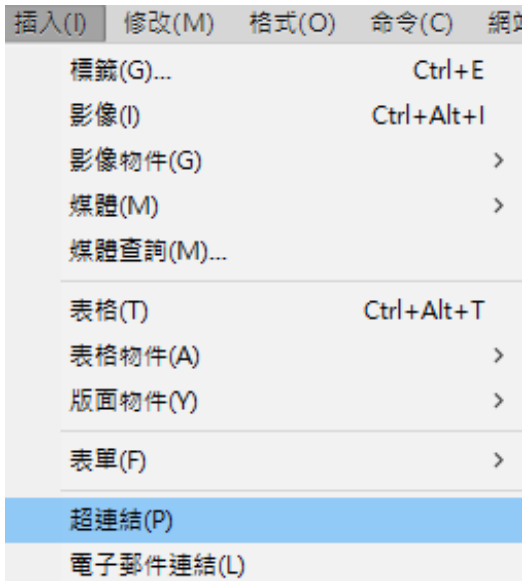 插入(I) 修改(M) 格式(O) 命令(C)
標籤(G)... Ctrl+E
影像(I) Ctrl+Alt+I
影像物件(G)
媒體(M)
媒體查詢(M)...
表格(T) Ctrl+Alt+T
表格物件(A)
版面物件(Y)
表單(F)
超連結(P)
電子郵件連結(L)